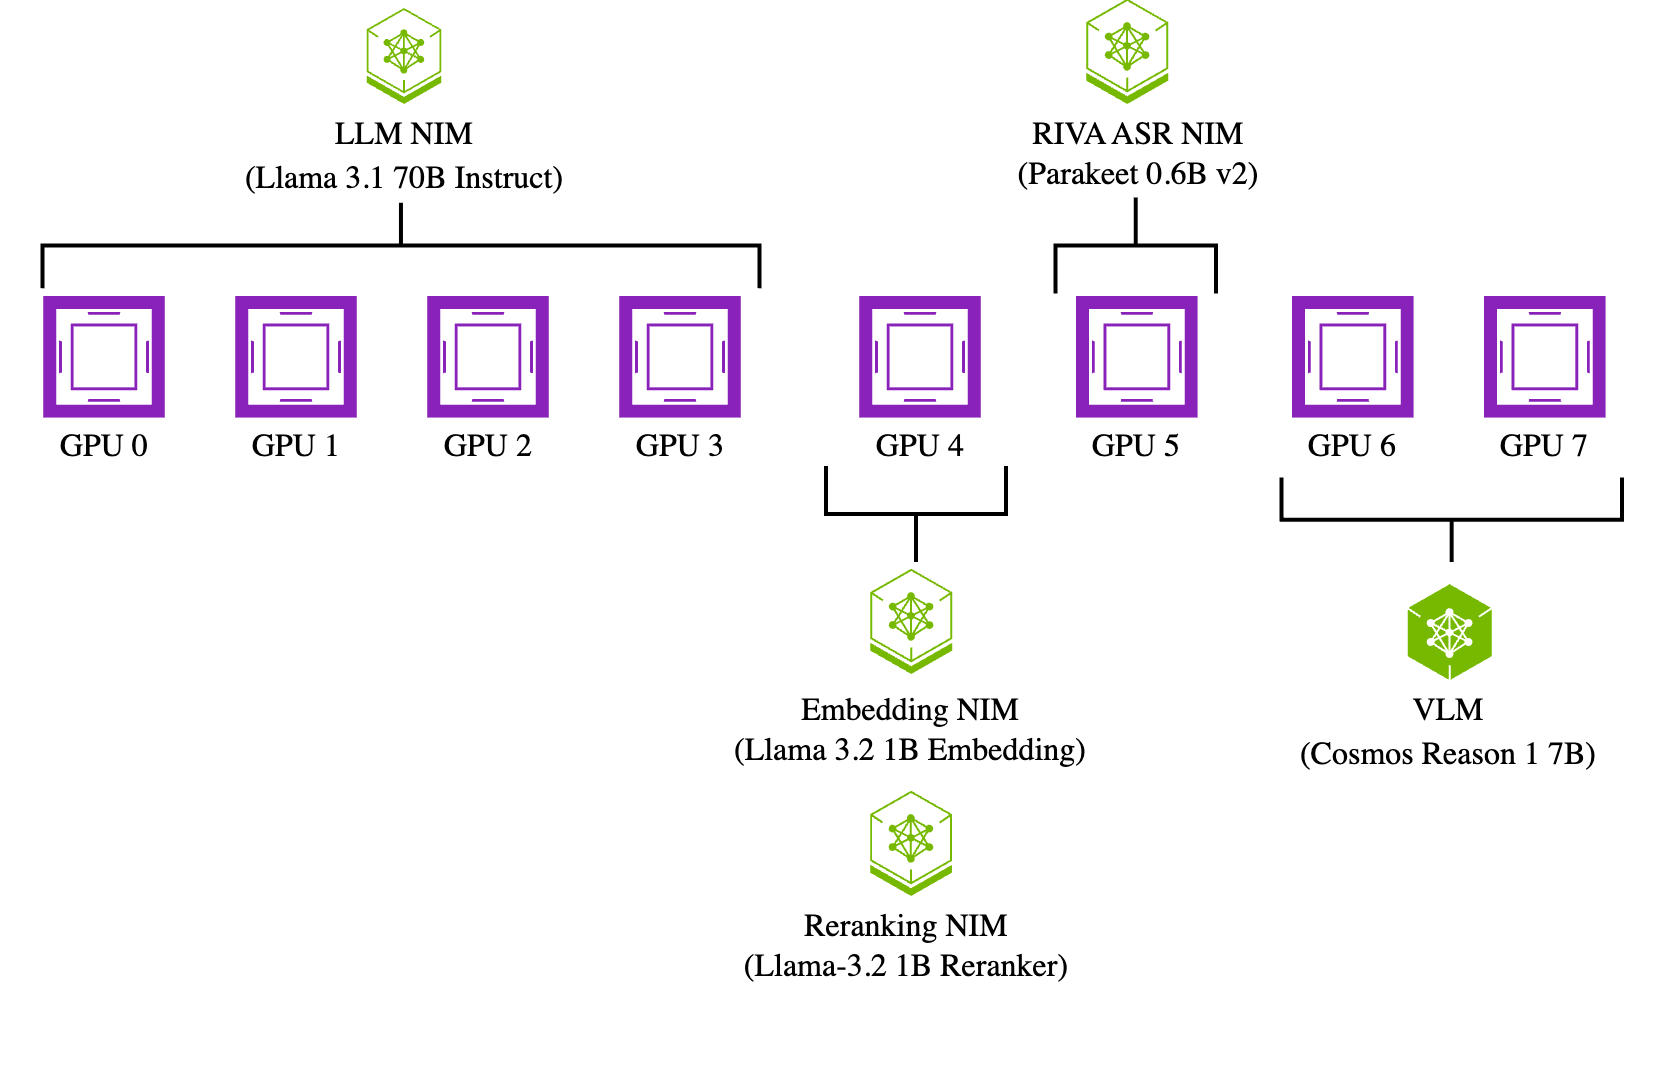 LLM NIM
(Llama 3.1 70B Instruct)
RIVA ASR NIM
(Parakeet 0.6B v2)
GPU 0
GPU 1
GPU 2
GPU 3
GPU 4
GPU 5
GPU 6
GPU 7
Embedding NIM
(Llama 3.2 1B Embedding)
Reranking NIM
(Llama-3.2 1B Reranker)
VLM
(Cosmos Reason 1 7B)